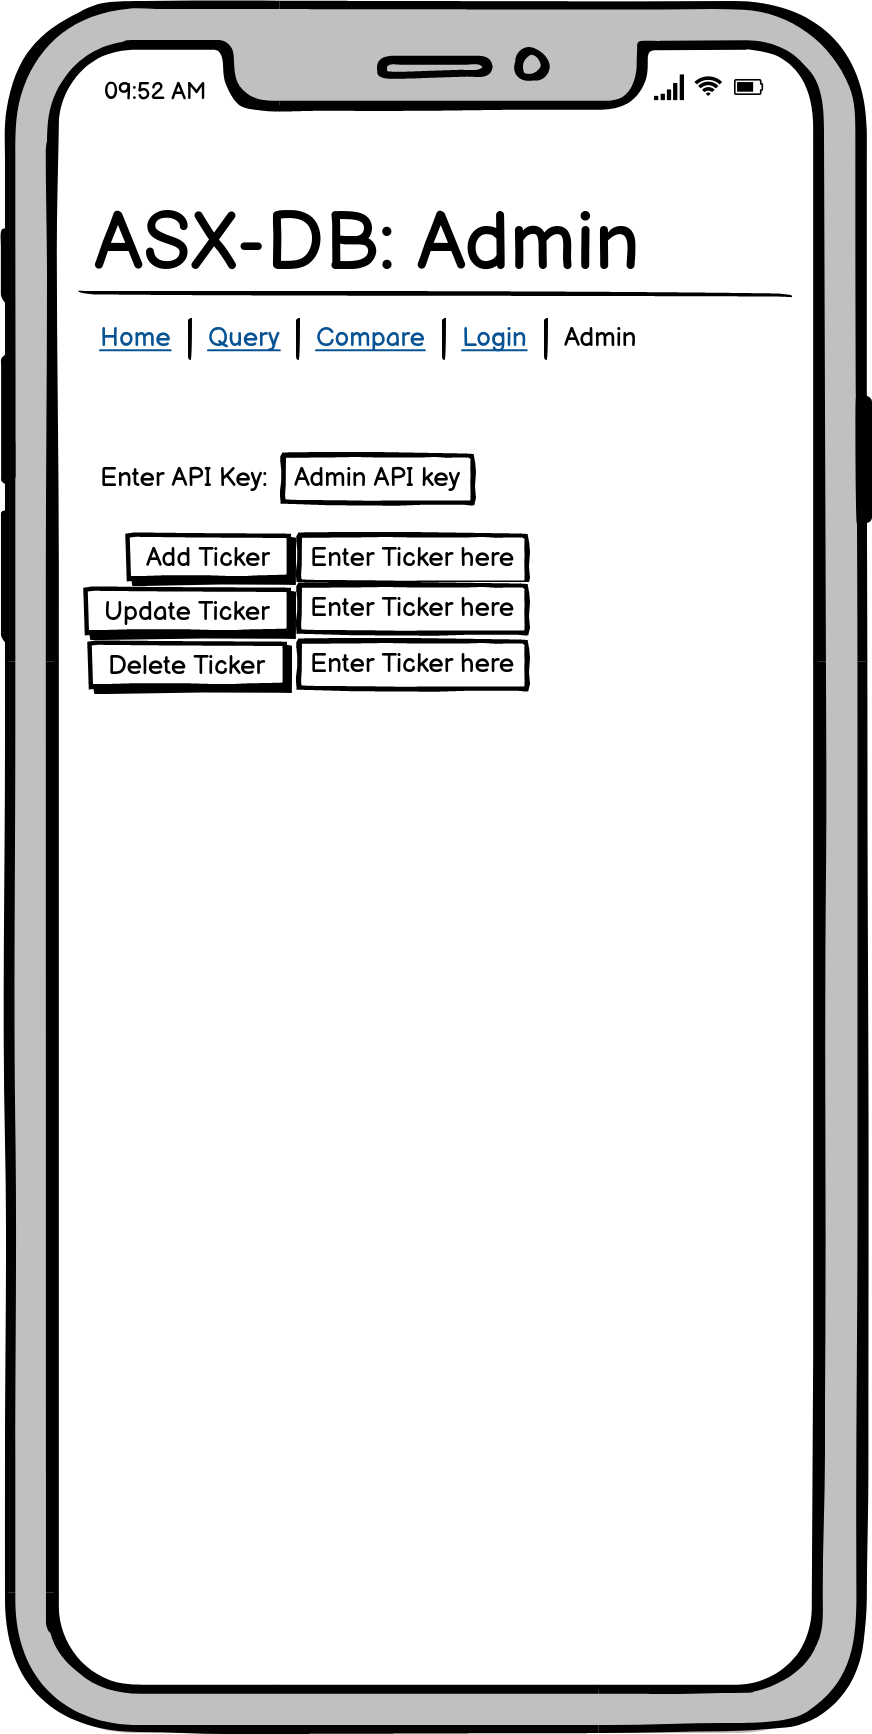 09:52 AM
ASX-DB: Admin
Home | Query | Compare | Login | Admin
Enter API Key: Admin API key
Add Ticker Enter Ticker here
Update Ticker Enter Ticker here
Delete Ticker Enter Ticker here